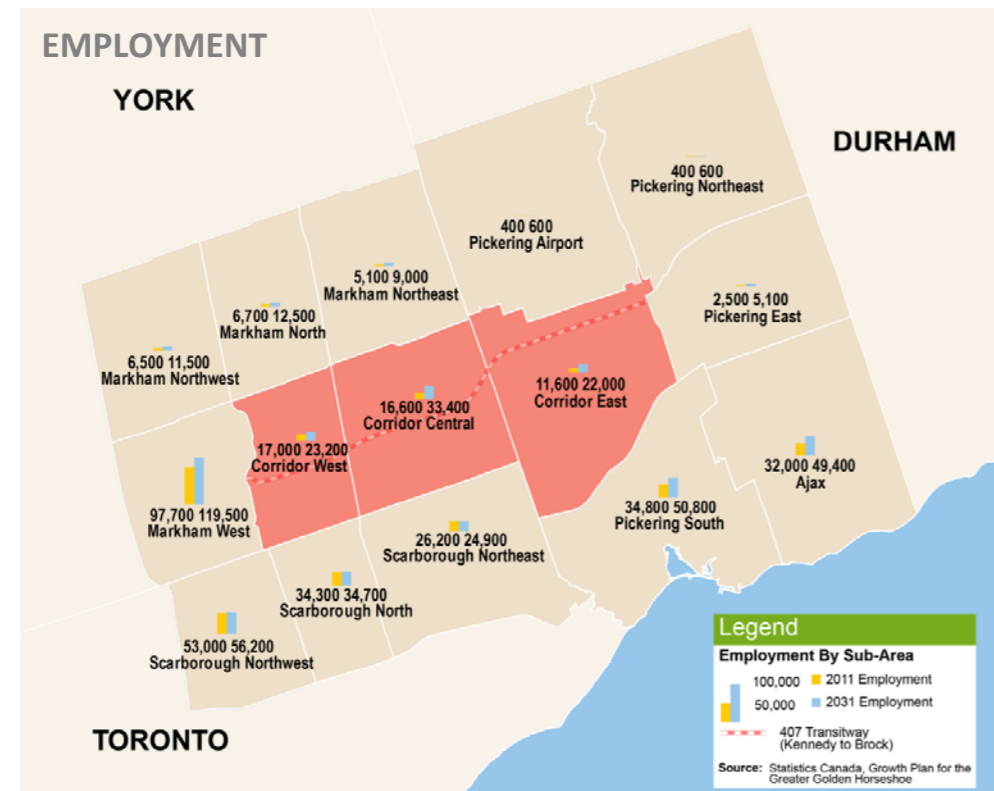 EMPLOYMENT
YORK
DURHAM
400 600
Pickering Northeast
400 600
Pickering Airport
5,100 9,000
Markham Northeast
6,700 12,500
Markham North
2,500 5,100
Pickering East
6,500 11,500
Markham Northwest
11,600 22,000
Corridor East
16,600 33,400
Corridor Central
17,000 23,200
Corridor West
32,000 49,400
Ajax
97,700 119,500
Markham West
34,800 50,800
Pickering South
26,200 24,900
Scarborough Northeast
34,300 34,700
Scarborough North
53,000 56,200
Scarborough Northwest
TORONTO
Legend
Employment By Sub-Area
100,000
2011 Employment
50,000
2031 Employment
407 Transitway
(Kennedy to Brock)
Source: Statistics Canada, Growth Plan for the
Greater Golden Horseshoe